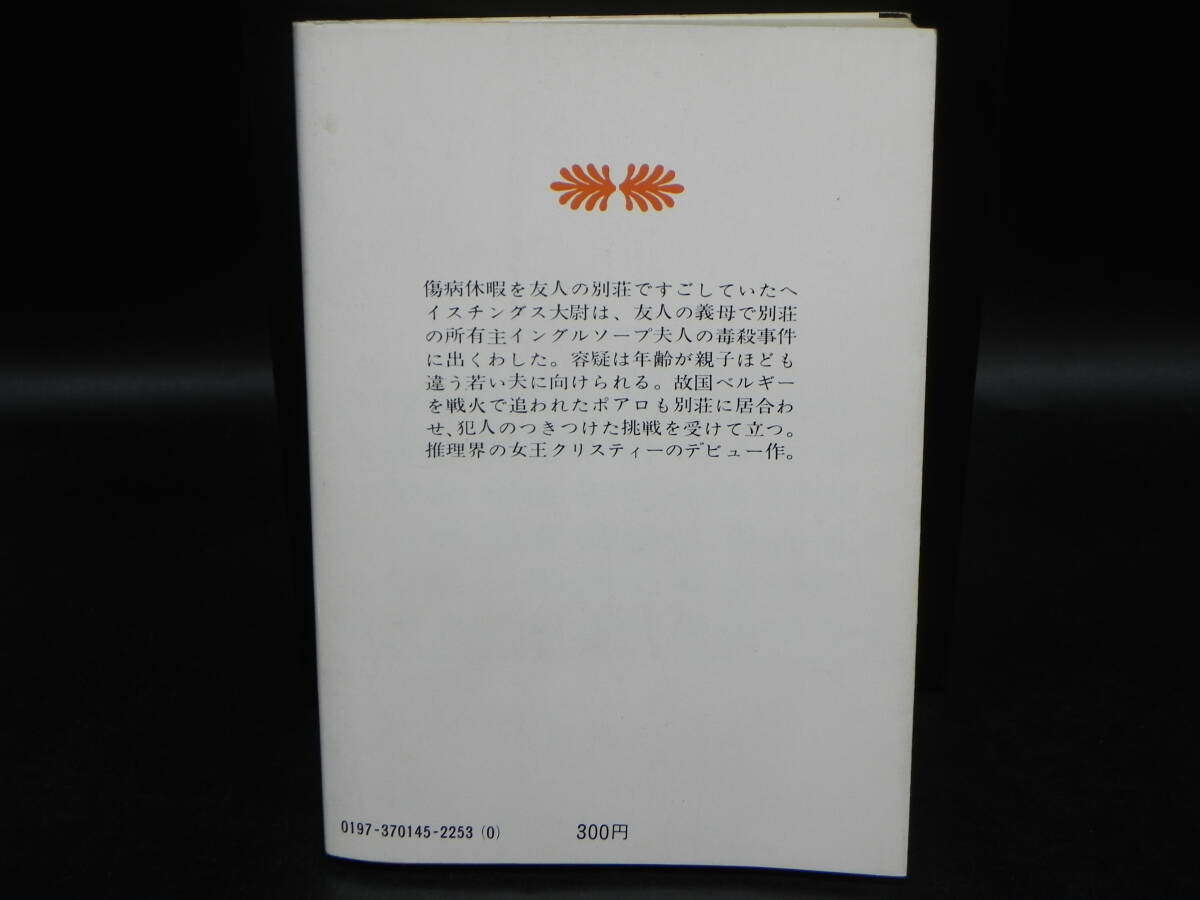 傷病休暇を友人の別荘ですごしていたヘ
イスチングス大尉は、友人の義母で別荘
の所有主イングルソープ夫人の毒殺事件
に出くわした。容疑は年齢が親子ほども
違う若い夫に向けられる。故国ベルギー
を戦火で追われたポアロも別荘に居合わ
せ、犯人のつきつけた挑戦を受けて立つ。
推理界の女王クリスティーのデビュー作。
0197-370145-2253 (0) 300円